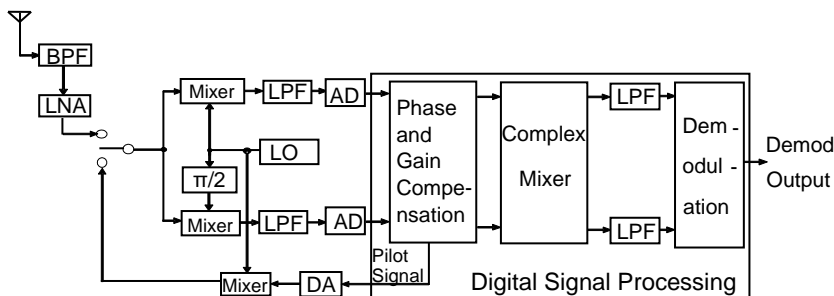 BPF
LNA
Mixer
LPF
AD
LO
π/2
Mixer
LPF
AD
Mixer
DA
Pilot
Signal
Phase
and
Gain
Compe-
nsation
Complex
Mixer
LPF
LPF
Dem -
odul -
ation
Demod
Output
Digital Signal Processing